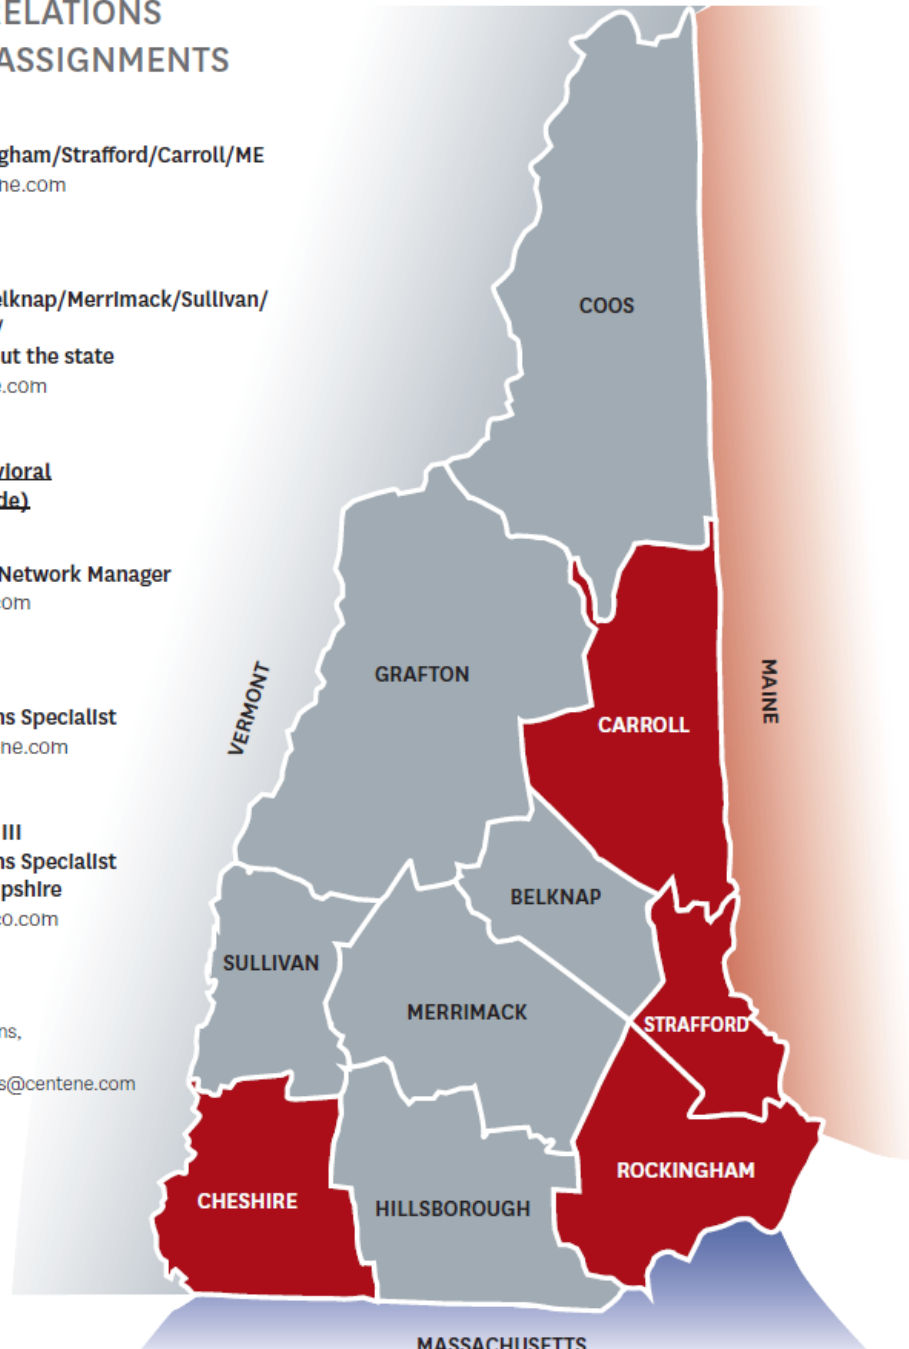 ELATIONS
ASSIGNMENTS
gham/Strafford/Carroll/ME
ne.com
elknap/Merrimack/Sullivan/
/
ut the state
e.com
vioral
de)
Network Manager
com
ns Specialist
ne.com
III
ns Specialist
pshire
co.com
ns,
s@centene.com
COOS
GRAFTON
VERMONT
MAINE
CARROLL
BELKNAP
SULLIVAN
MERRIMACK
STRAFFORD
ROCKINGHAM
CHESHIRE
HILLSBOROUGH
MASSACHUSETTS